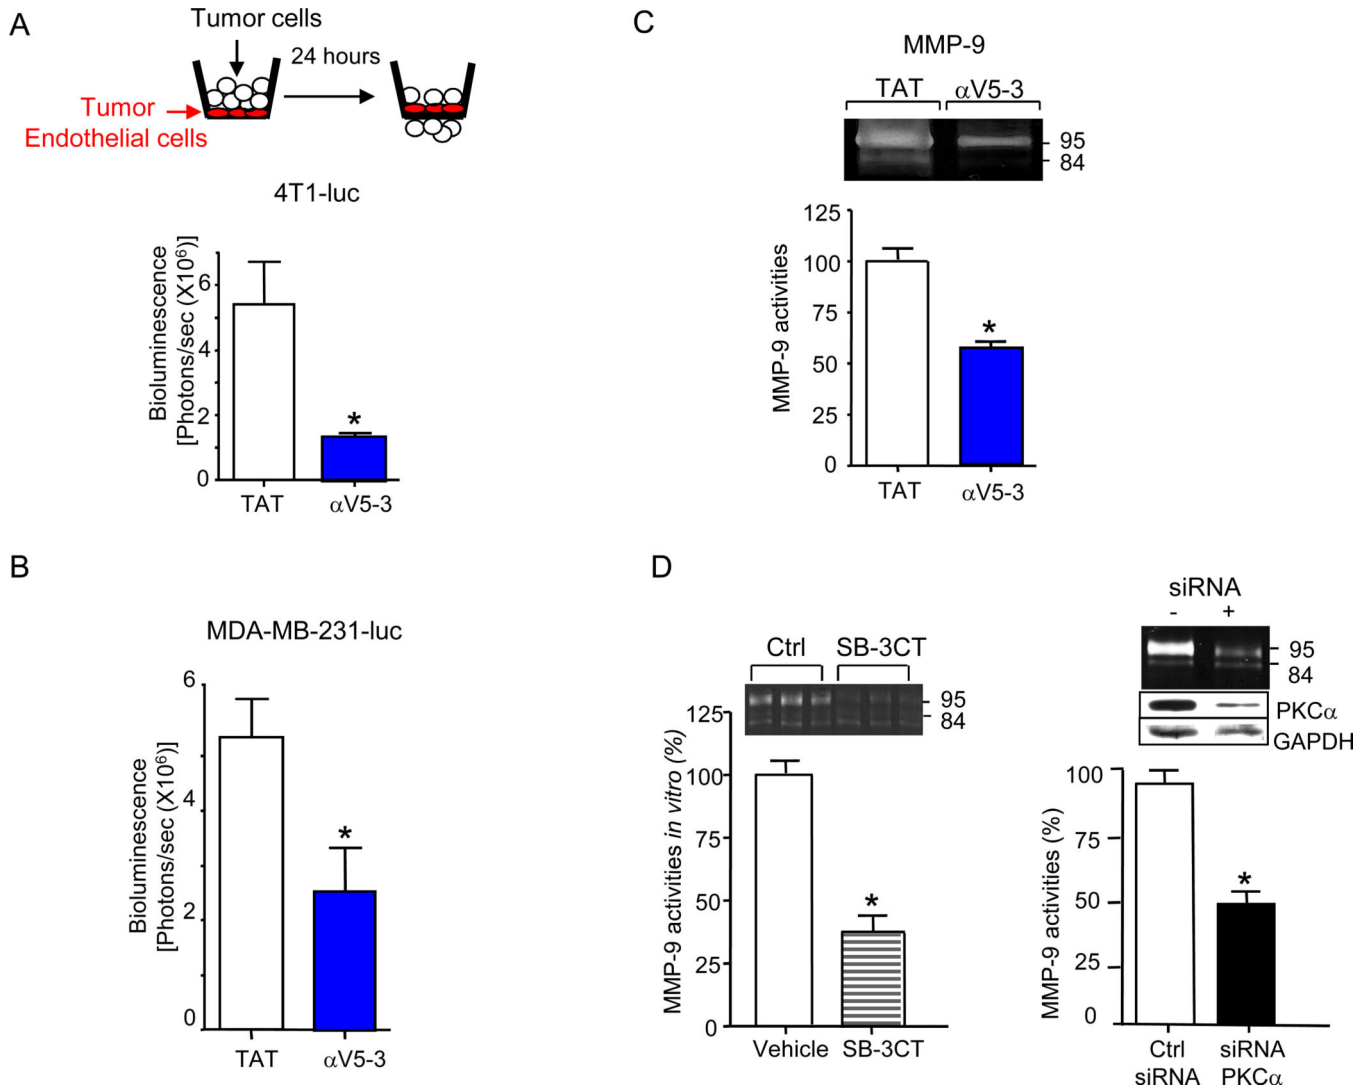 A
Tumor cells
24 hours
Tumor
Endothelial cells
4T1-luc
Bioluminescence
[Photons/sec (X10⁶)]
6
4
2
0
TAT
αV5-3
*
B
MDA-MB-231-luc
Bioluminescence
[Photons/sec (X10⁶)]
6
4
2
0
TAT
αV5-3
*
C
MMP-9
TAT
αV5-3
95
84
MMP-9 activities
125
100
75
50
25
0
*
TAT
αV5-3
D
Ctrl
SB-3CT
95
84
MMP-9 activities in vitro (%)
125
100
75
50
25
0
*
Vehicle
SB-3CT
siRNA
- +
95
84
PKCα
GAPDH
MMP-9 activities (%)
100
75
50
25
0
*
Ctrl
siRNA
siRNA
PKCα